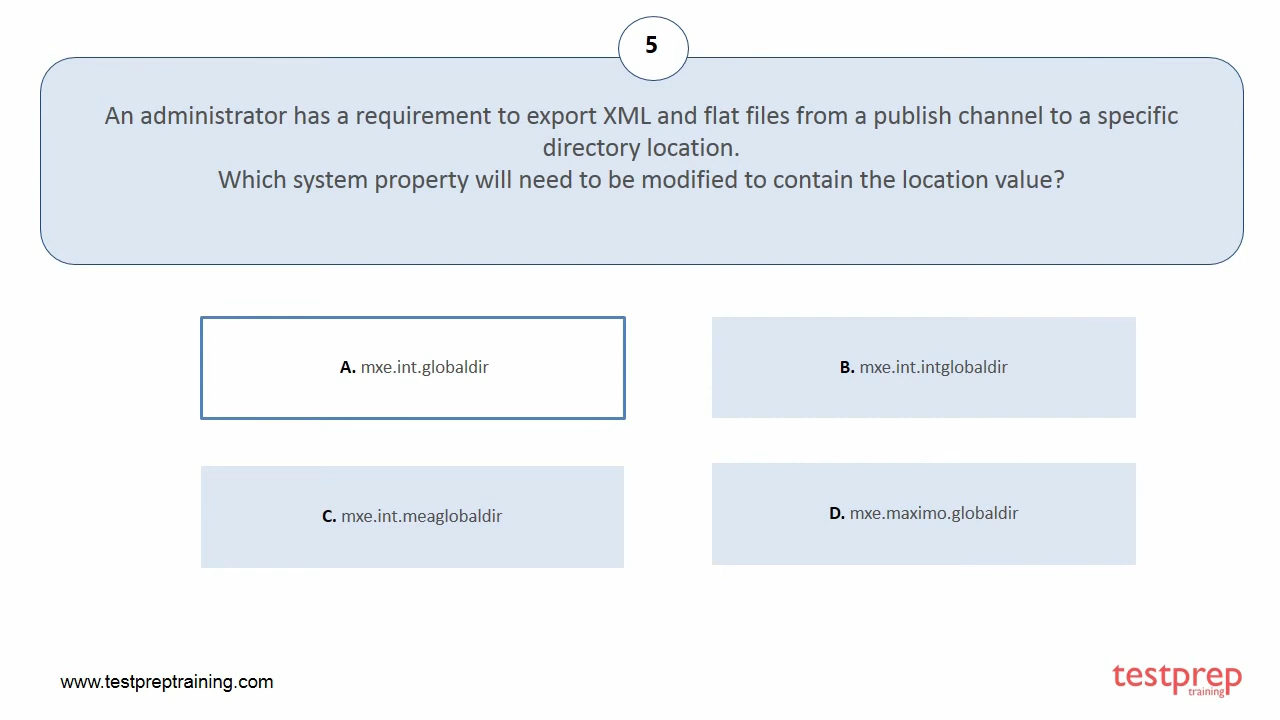 5
An administrator has a requirement to export XML and flat files from a publish channel to a specific
directory location.
Which system property will need to be modified to contain the location value?
A. mxe.int.globaldir
B. mxe.int.intglobaldir
C. mxe.int.meaglobaldir
D. mxe.maximo.globaldir
www.testpreptraining.com
testprep
training